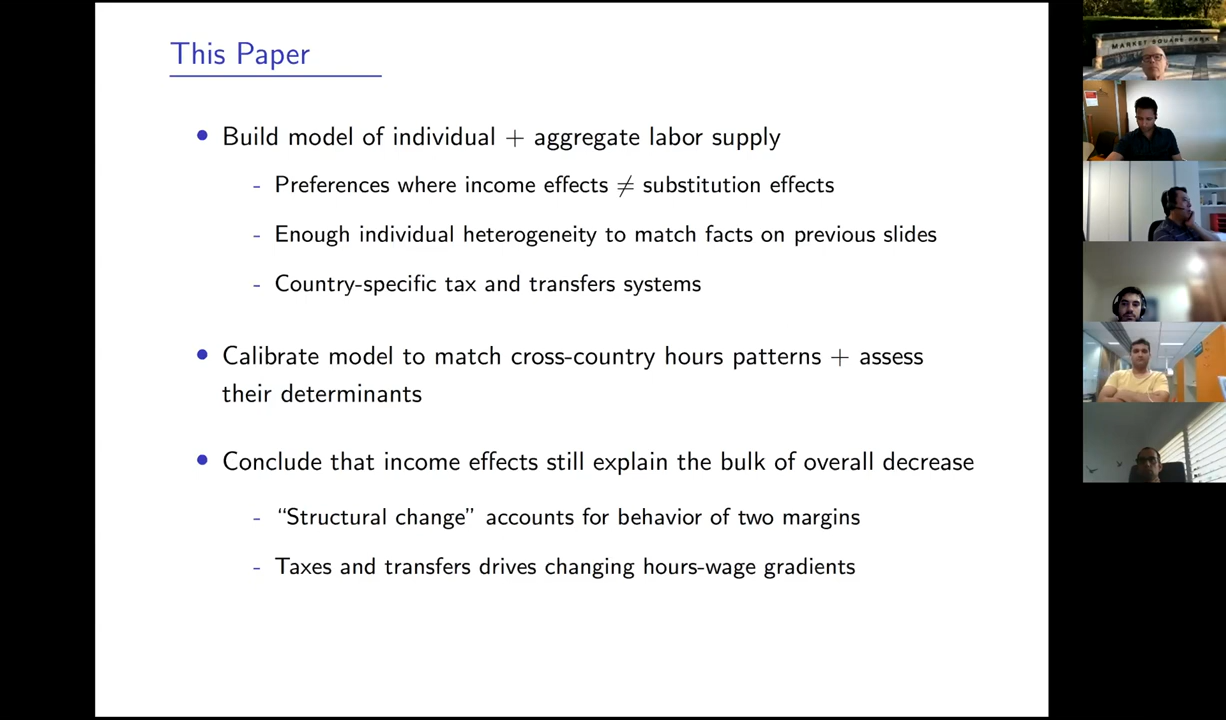 This Paper
• Build model of individual + aggregate labor supply
- Preferences where income effects ≠ substitution effects
- Enough individual heterogeneity to match facts on previous slides
- Country-specific tax and transfers systems
• Calibrate model to match cross-country hours patterns + assess
their determinants
• Conclude that income effects still explain the bulk of overall decrease
- “Structural change” accounts for behavior of two margins
- Taxes and transfers drives changing hours-wage gradients
MARKET SQUARE PARK